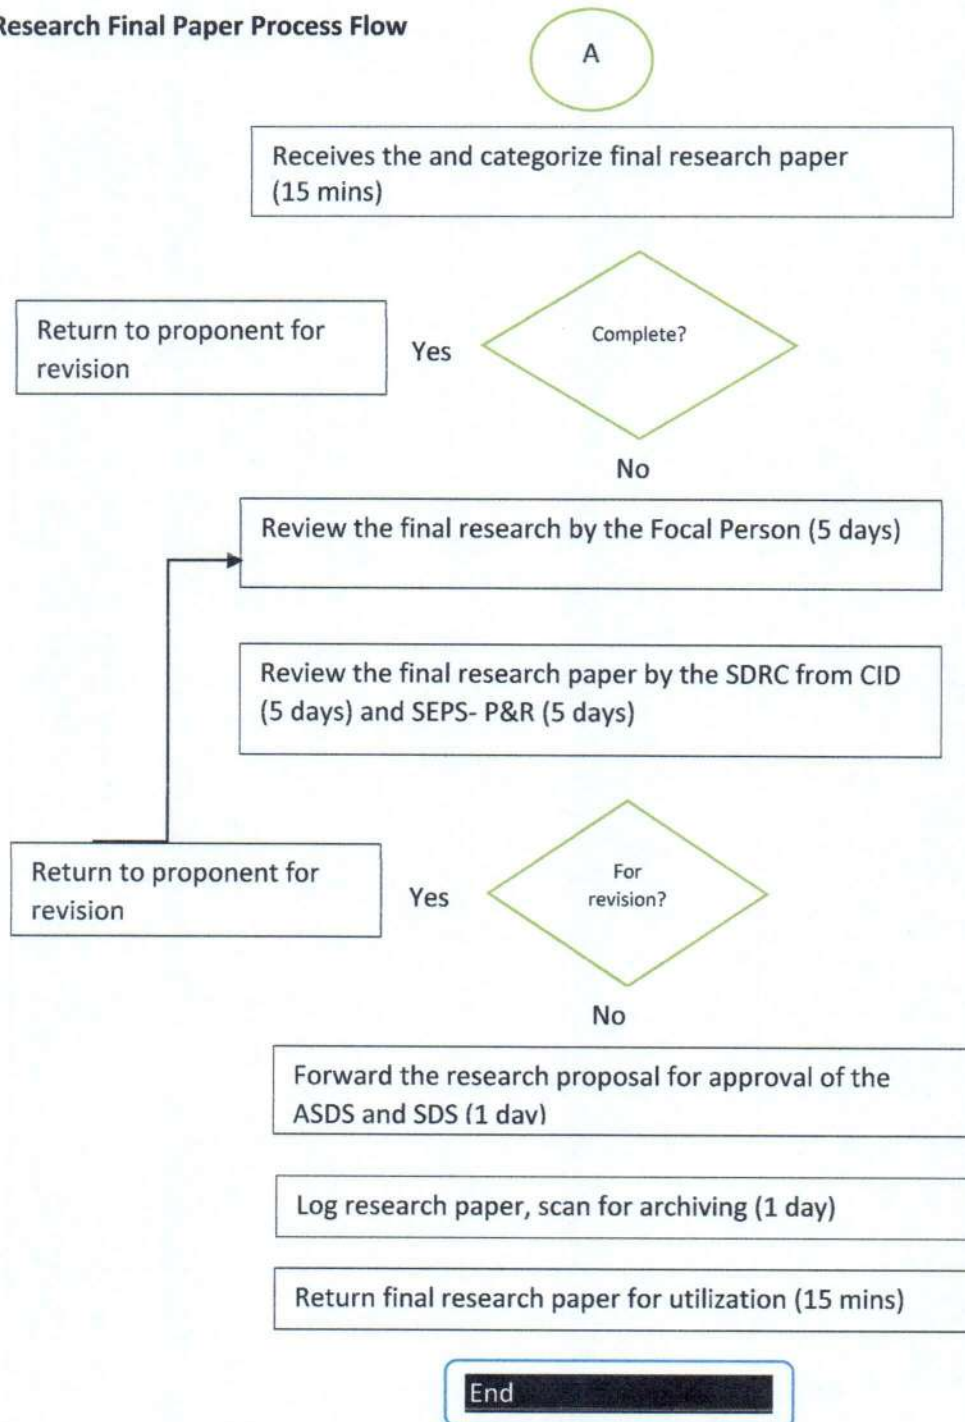 Research Final Paper Process Flow
A
Receives the and categorize final research paper
(15 mins)
Complete?
Yes
Return to proponent for
revision
No
Review the final research by the Focal Person (5 days)
Review the final research paper by the SDRC from CID
(5 days) and SEPS- P&R (5 days)
For
revision?
Yes
Return to proponent for
revision
No
Forward the research proposal for approval of the
ASDS and SDS (1 day)
Log research paper, scan for archiving (1 day)
Return final research paper for utilization (15 mins)
End